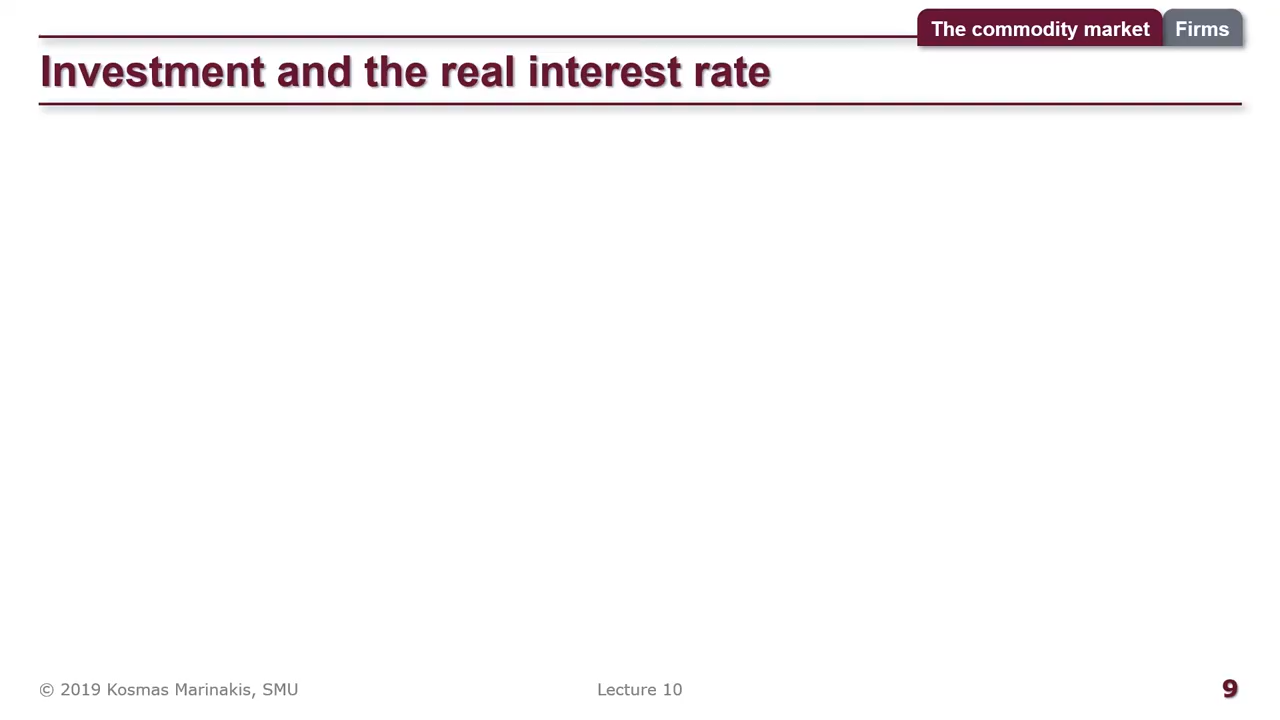 The commodity market Firms
Investment and the real interest rate
© 2019 Kosmas Marinakis, SMU Lecture 10 9